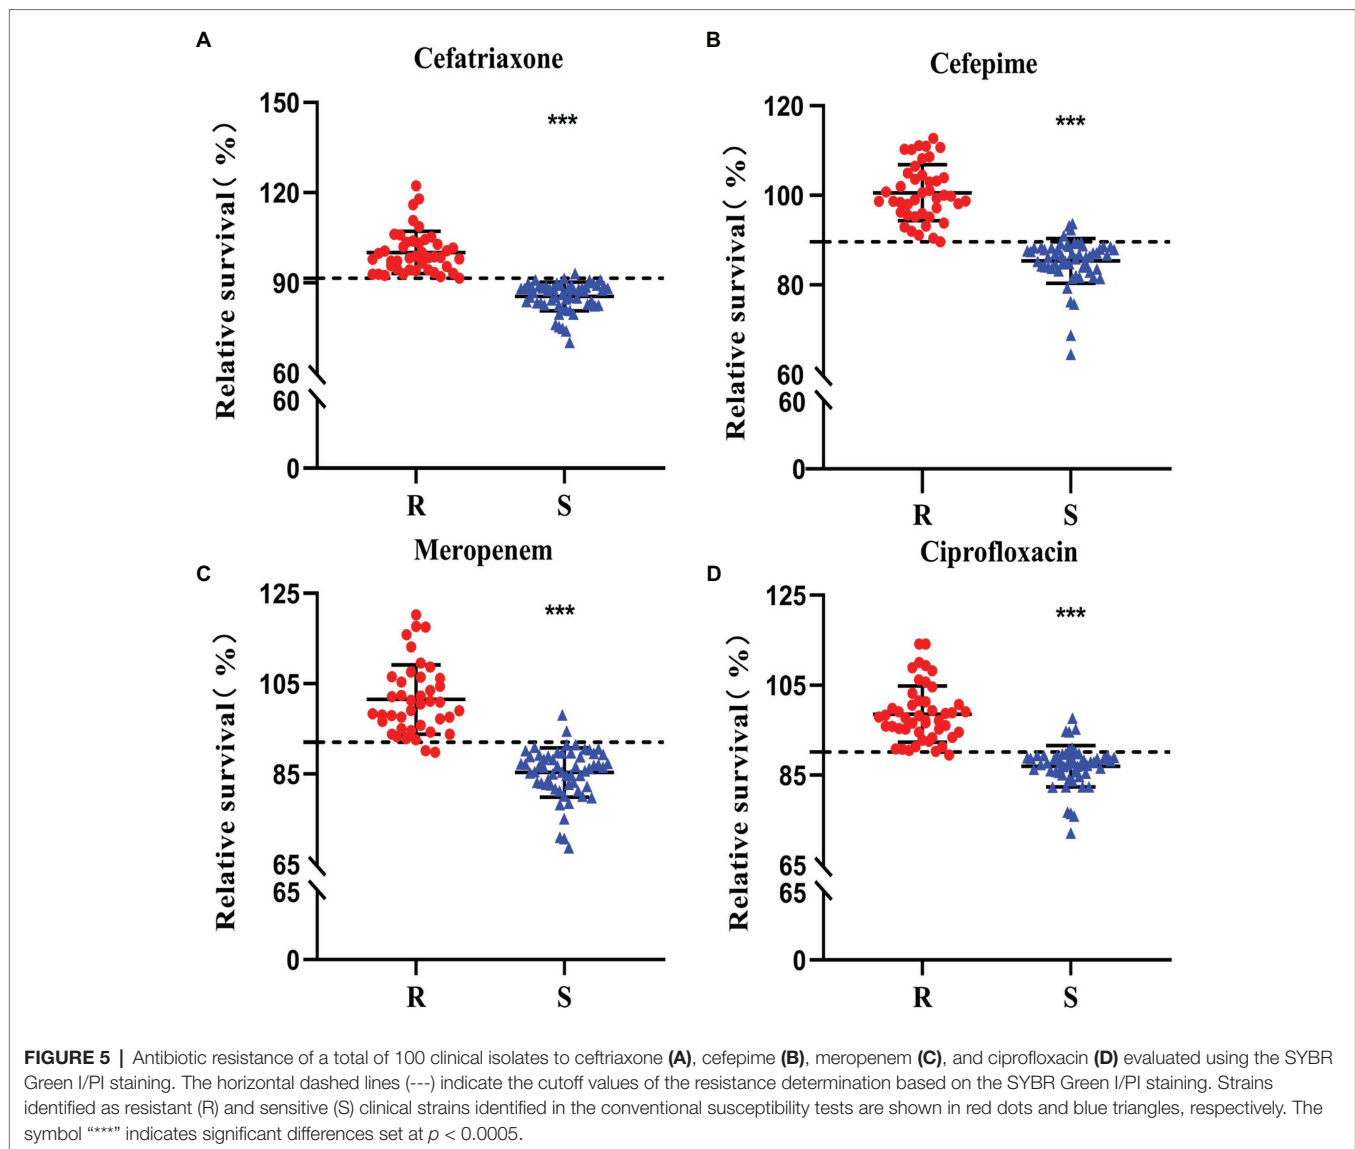 A
Cefatriaxone
150
120
90
60
60
0
Relative survival( %)
***
R
S
B
Cefepime
120
100
80
60
60
0
Relative survival( %)
***
R
S
C
Meropenem
125
105
85
65
65
0
Relative survival( %)
***
R
S
D
Ciprofloxacin
125
105
85
65
65
0
Relative survival( %)
***
R
S
FIGURE 5 | Antibiotic resistance of a total of 100 clinical isolates to ceftriaxone (A), cefepime (B), meropenem (C), and ciprofloxacin (D) evaluated using the SYBR
Green I/PI staining. The horizontal dashed lines (---) indicate the cutoff values of the resistance determination based on the SYBR Green I/PI staining. Strains
identified as resistant (R) and sensitive (S) clinical strains identified in the conventional susceptibility tests are shown in red dots and blue triangles, respectively. The
symbol “***” indicates significant differences set at p < 0.0005.